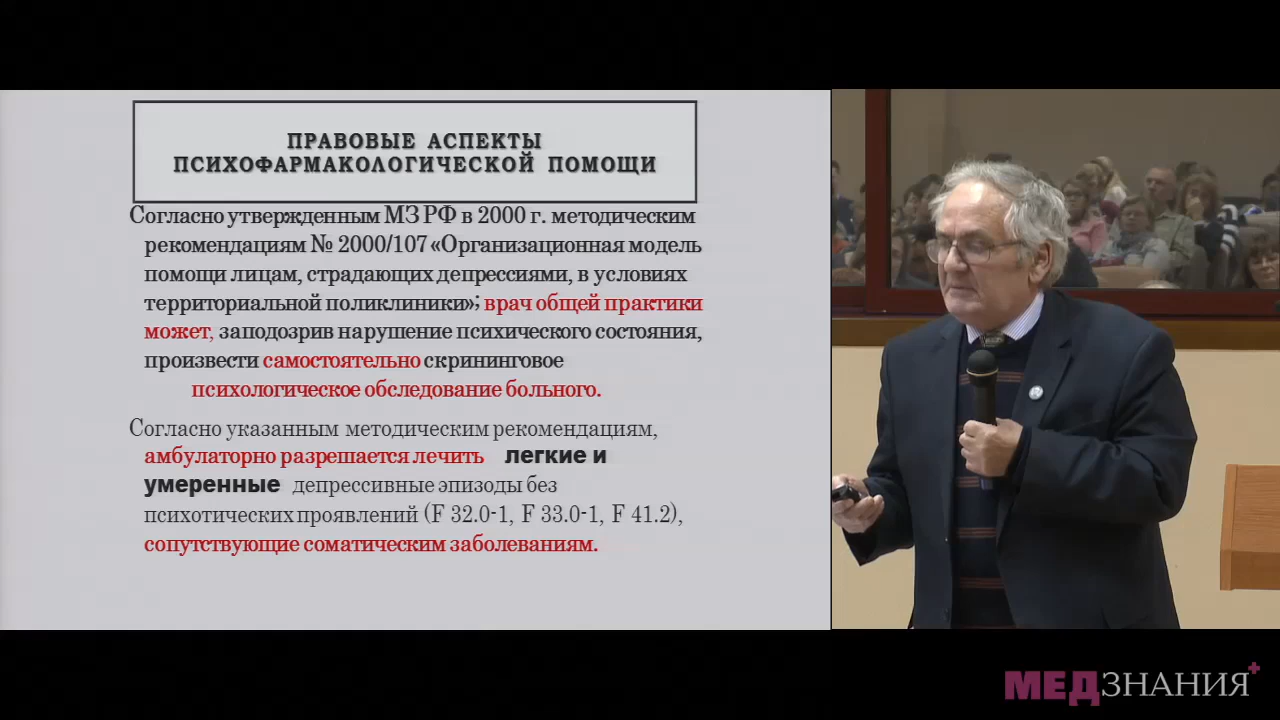 ПРАВОВЫЕ АСПЕКТЫ
ПСИХОФАРМАКОЛОГИЧЕСКОЙ ПОМОЩИ
Согласно утвержденным МЗ РФ в 2000 г. методическим
рекомендациям № 2000/107 «Организационная модель
помощи лицам, страдающих депрессиями, в условиях
территориальной поликлиники»; врач общей практики
может, заподозрив нарушение психического состояния,
произвести самостоятельно скрининговое
психологическое обследование больного.
Согласно указанным методическим рекомендациям,
амбулаторно разрешается лечить легкие и
умеренные депрессивные эпизоды без
психотических проявлений (F 32.0-1, F 33.0-1, F 41.2),
сопутствующие соматическим заболеваниям.
МЕДЗНАНИЯ+